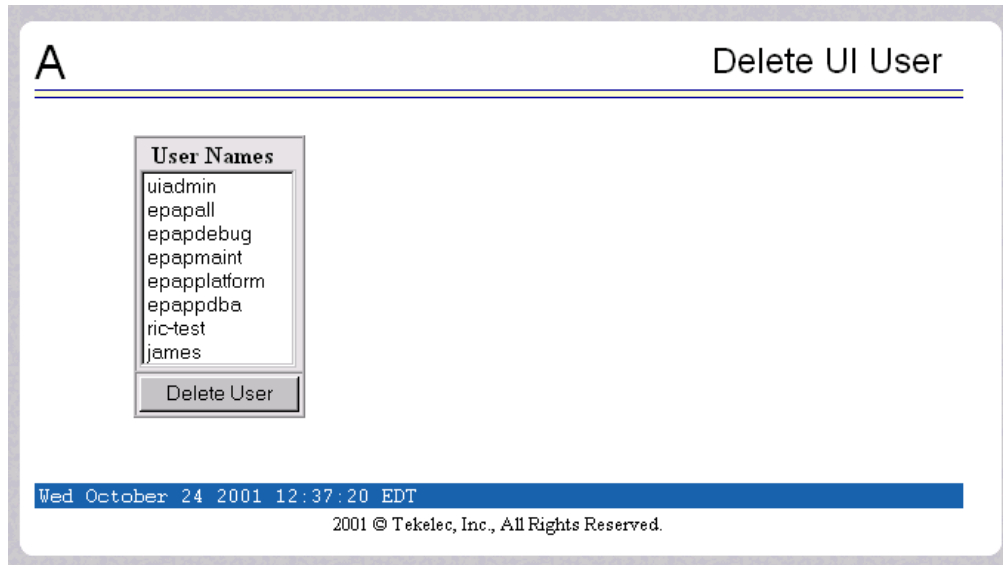 A
Delete UI User
User Names
uiadmin
epapall
epapdebug
epapmaint
epapplatform
epappdba
ric-test
james
Delete User
Wed October 24 2001 12:37:20 EDT
2001 © Tekelec, Inc., All Rights Reserved.